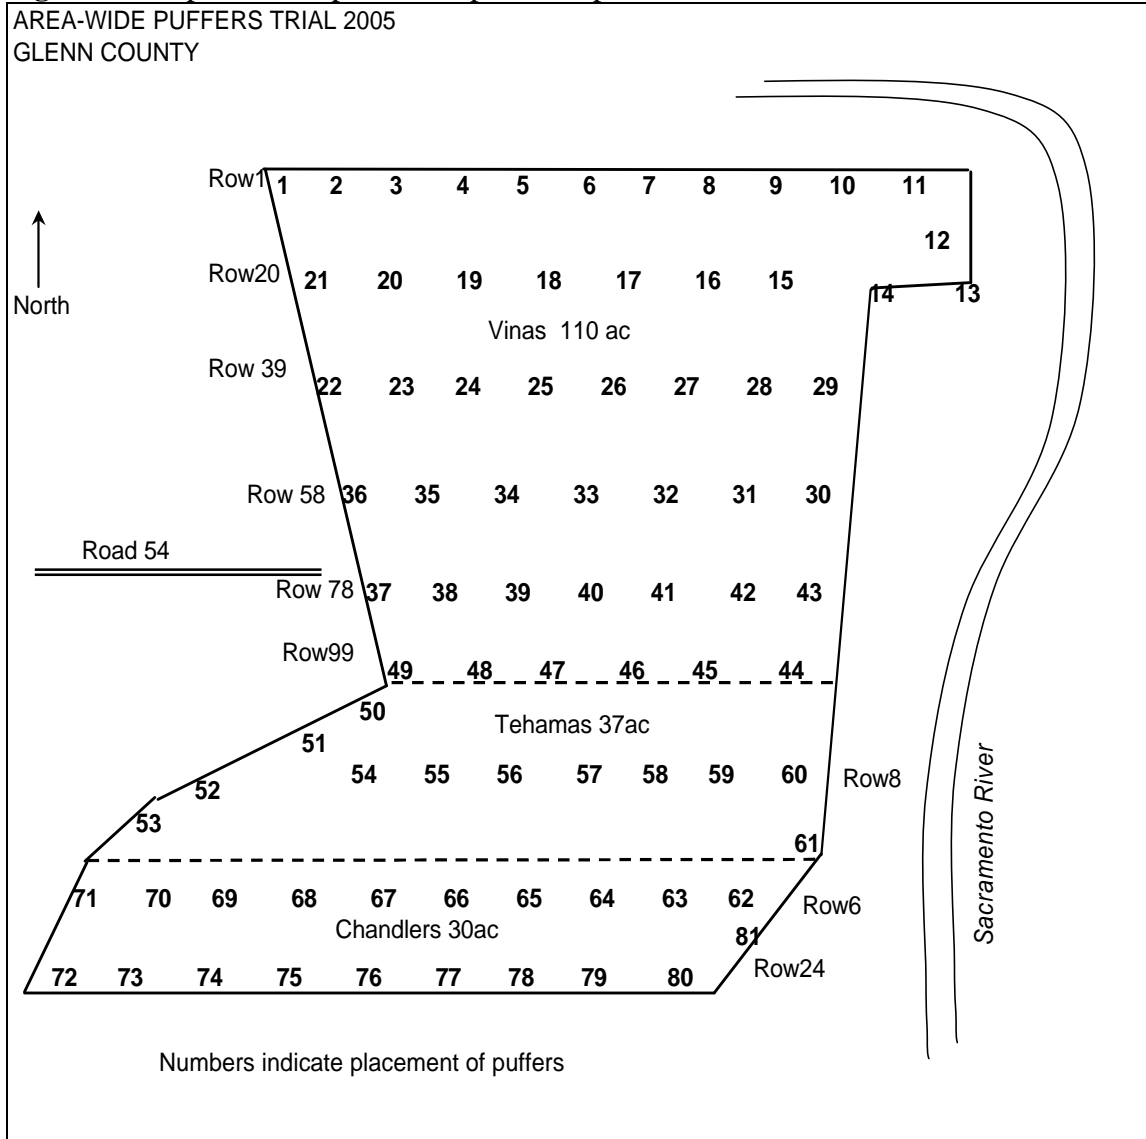 AREA-WIDE PUFFERS TRIAL 2005
GLENN COUNTY
Row1 1 2 3 4 5 6 7 8 9 10 11
12
Row20 21 20 19 18 17 16 15 14 13
North
Vinas 110 ac
Row 39 22 23 24 25 26 27 28 29
Row 58 36 35 34 33 32 31 30
Road 54
Row 78 37 38 39 40 41 42 43
Row99 49 48 47 46 45 44
50
Tehamas 37ac
51
54 55 56 57 58 59 60 Row8
52
53
61
71 70 69 68 67 66 65 64 63 62 Row6
Chandlers 30ac
81
Row24
72 73 74 75 76 77 78 79 80
Sacramento River
Numbers indicate placement of puffers